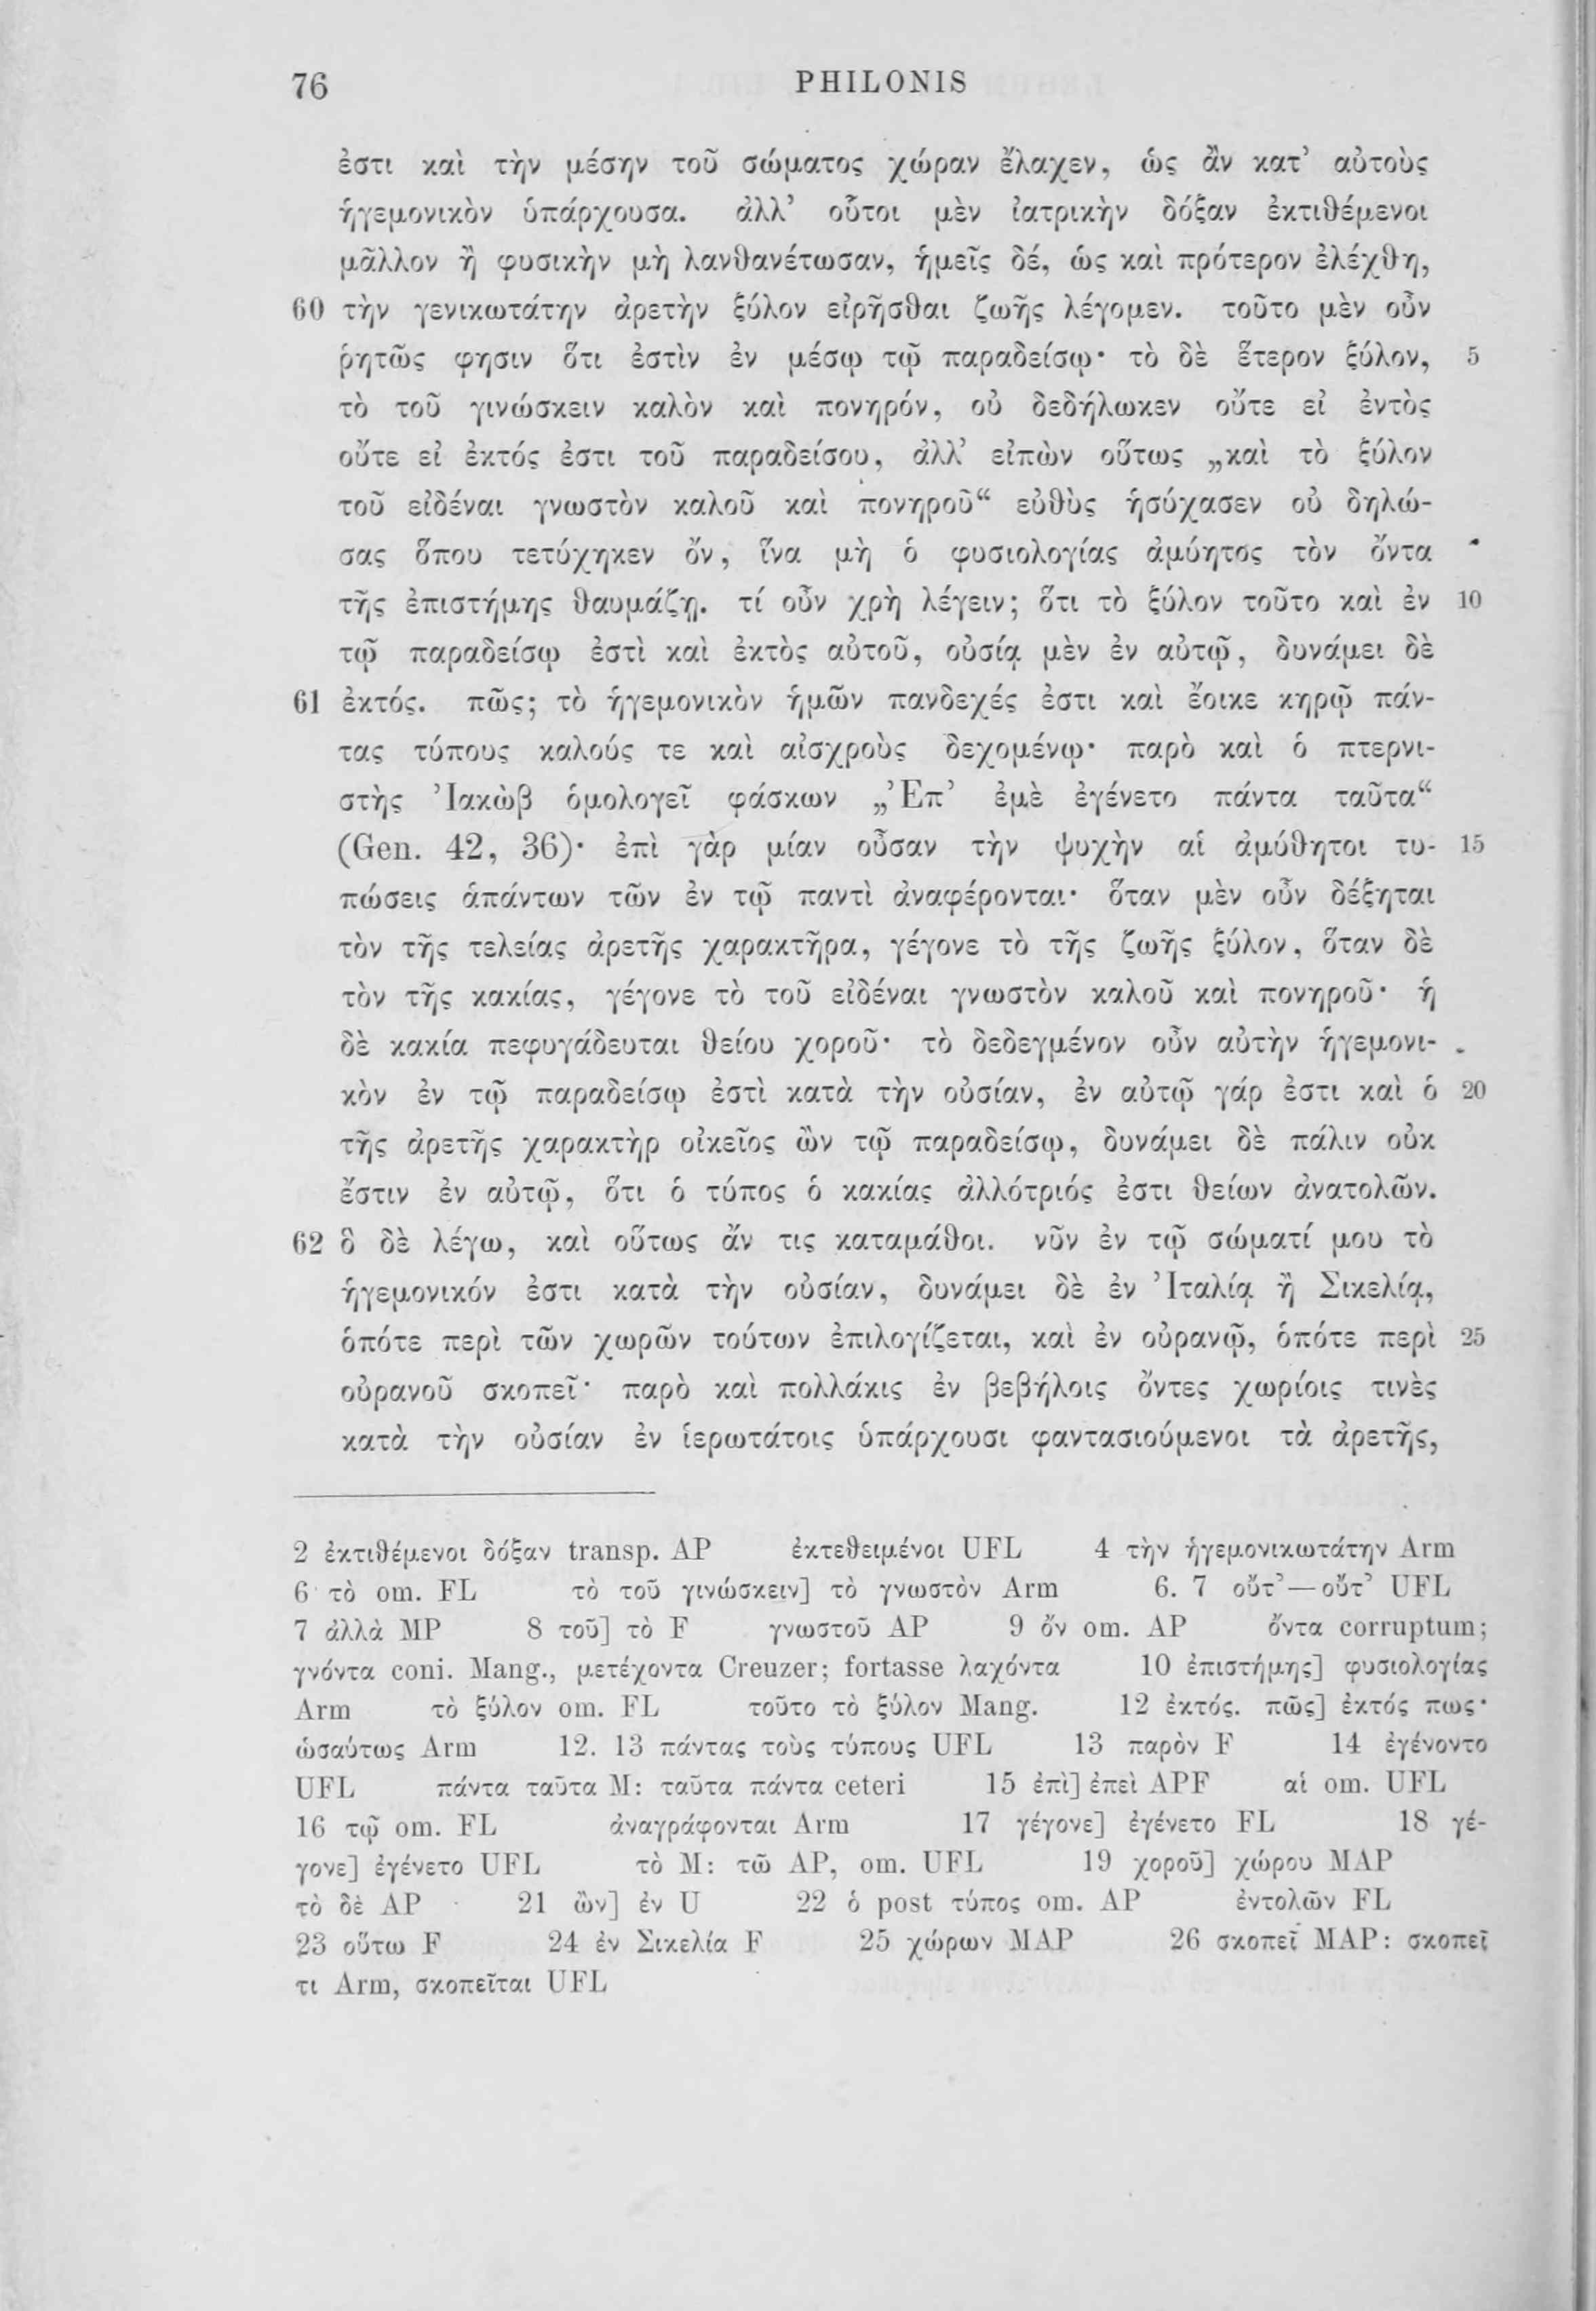 76 PHILONIS
ἐστι καὶ τὴν μέσην τοῦ σώματος χώραν ἔλαχεν, ὡς ἂν κατ’ αὐτοὺς
ἡγεμονικὸν ὑπάρχουσα. ἀλλ’ οὗτοι μὲν ἰατρικὴν δόξαν ἐκτιθέμενοι
μᾶλλον ἢ φυσικὴν μὴ λανθανέτωσαν, ἡμεῖς δέ, ὡς καὶ πρότερον ἐλέχθη,
60 τὴν γενικωτάτην ἀρετὴν ξύλον εἰρῆσθαι ζωῆς λέγομεν. τοῦτο μὲν οὖν
ῥητῶς φησιν ὅτι ἐστὶν ἐν μέσῳ τῷ παραδείσῳ· τὸ δὲ ἕτερον ξύλον, 5
τὸ τοῦ γινώσκειν καλὸν καὶ πονηρόν, οὐ δεδήλωκεν οὔτε εἰ ἐντὸς
οὔτε εἰ ἐκτός ἐστι τοῦ παραδείσου, ἀλλ’ εἰπὼν οὕτως „καὶ τὸ ξύλον
τοῦ εἰδέναι γνωστὸν καλοῦ καὶ πονηροῦ“ εὐθὺς ἡσύχασεν οὐ δηλώ-
σας ὅπου τετύχηκεν ὄν, ἵνα μὴ ὁ φυσιολογίας ἀμύητος τὸν ὄντα
τῆς ἐπιστήμης θαυμάζῃ. τί οὖν χρὴ λέγειν; ὅτι τὸ ξύλον τοῦτο καὶ ἐν 10
τῷ παραδείσῳ ἐστὶ καὶ ἐκτὸς αὐτοῦ, οὐσίᾳ μὲν ἐν αὐτῷ, δυνάμει δὲ
61 ἐκτός. πῶς; τὸ ἡγεμονικὸν ἡμῶν πανδεχές ἐστι καὶ ἔοικε κηρῷ πάν-
τας τύπους καλούς τε καὶ αἰσχροὺς δεχομένῳ· παρὸ καὶ ὁ πτερνι-
στὴς Ἰακὼβ ὁμολογεῖ φάσκων „Ἐπ’ ἐμὲ ἐγένετο πάντα ταῦτα“
(Gen. 42, 36)· ἐπὶ γὰρ μίαν οὖσαν τὴν ψυχὴν αἱ ἀμύθητοι τυ- 15
πώσεις ἁπάντων τῶν ἐν τῷ παντὶ ἀναφέρονται· ὅταν μὲν οὖν δέξηται
τὸν τῆς τελείας ἀρετῆς χαρακτῆρα, γέγονε τὸ τῆς ζωῆς ξύλον, ὅταν δὲ
τὸν τῆς κακίας, γέγονε τὸ τοῦ εἰδέναι γνωστὸν καλοῦ καὶ πονηροῦ· ἡ
δὲ κακία πεφυγάδευται θείου χοροῦ· τὸ δεδεγμένον οὖν αὐτὴν ἡγεμονι-
κὸν ἐν τῷ παραδείσῳ ἐστὶ κατὰ τὴν οὐσίαν, ἐν αὐτῷ γάρ ἐστι καὶ ὁ 20
τῆς ἀρετῆς χαρακτὴρ οἰκεῖος ὢν τῷ παραδείσῳ, δυνάμει δὲ πάλιν οὐκ
ἔστιν ἐν αὐτῷ, ὅτι ὁ τύπος ὁ κακίας ἀλλότριός ἐστι θείων ἀνατολῶν.
62 ὃ δὲ λέγω, καὶ οὕτως ἄν τις καταμάθοι. νῦν ἐν τῷ σώματί μου τὸ
ἡγεμονικόν ἐστι κατὰ τὴν οὐσίαν, δυνάμει δὲ ἐν Ἰταλίᾳ ἢ Σικελίᾳ,
ὁπότε περὶ τῶν χωρῶν τούτων ἐπιλογίζεται, καὶ ἐν οὐρανῷ, ὁπότε περὶ 25
οὐρανοῦ σκοπεῖ· παρὸ καὶ πολλάκις ἐν βεβήλοις ὄντες χωρίοις τινὲς
κατὰ τὴν οὐσίαν ἐν ἱερωτάτοις ὑπάρχουσι φαντασιούμενοι τὰ ἀρετῆς,
2 ἐκτιθέμενοι δόξαν transp. AP ἐκτεθειμένοι UFL 4 τὴν ἡγεμονικωτάτην Arm
6 τὸ om. FL τὸ τοῦ γινώσκειν] τὸ γνωστὸν Arm 6. 7 οὔτ’ — οὔτ’ UFL
7 ἀλλὰ MP 8 τοῦ] τὸ F γνωστοῦ AP 9 ὄν om. AP ὄντα corruptum;
γνόντα coni. Mang., μετέχοντα Creuzer; fortasse λαχόντα 10 ἐπιστήμης] φυσιολογίας
Arm τὸ ξύλον om. FL τοῦτο τὸ ξύλον Mang. 12 ἐκτός. πῶς] ἐκτός πως·
ὡσαύτως Arm 12. 13 πάντας τοὺς τύπους UFL 13 παρὸν F 14 ἐγένοντο
UFL πάντα ταῦτα M: ταῦτα πάντα ceteri 15 ἐπὶ] ἐπεὶ APF αἱ om. UFL
16 τῷ om. FL ἀναγράφονται Arm 17 γέγονε] ἐγένετο FL 18 γέ-
γονε] ἐγένετο UFL τὸ M: τῶ AP, om. UFL 19 χοροῦ] χώρου MAP
τὸ δὲ AP 21 ὢν] ἐν U 22 ὁ post τύπος om. AP ἐντολῶν FL
23 οὕτω F 24 ἐν Σικελία F 25 χώρων MAP 26 σκοπεῖ MAP: σκοπεῖ
τι Arm, σκοπεῖται UFL